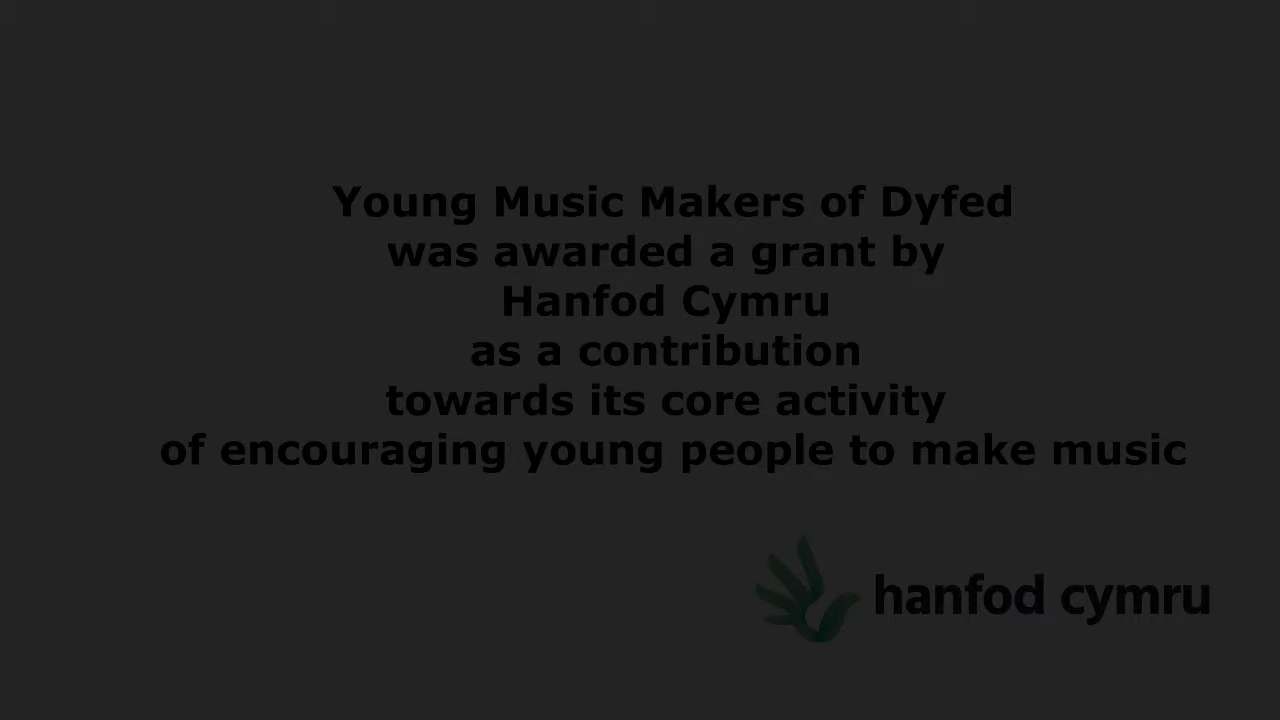 Young Music Makers of Dyfed
was awarded a grant by
Hanfod Cymru
as a contribution
towards its core activity
of encouraging young people to make music
hanfod cymru